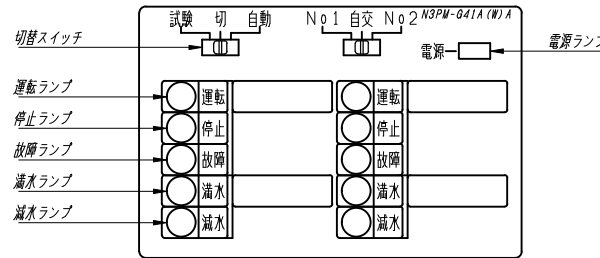 試験 切 自動 No1 自交 No2 N3PM-G41A(W)A
切替スイッチ 電源 電源ランプ
運転ランプ 運転 運転
停止ランプ 停止 停止
故障ランプ 故障 故障
満水ランプ 満水 満水
減水ランプ 減水 減水